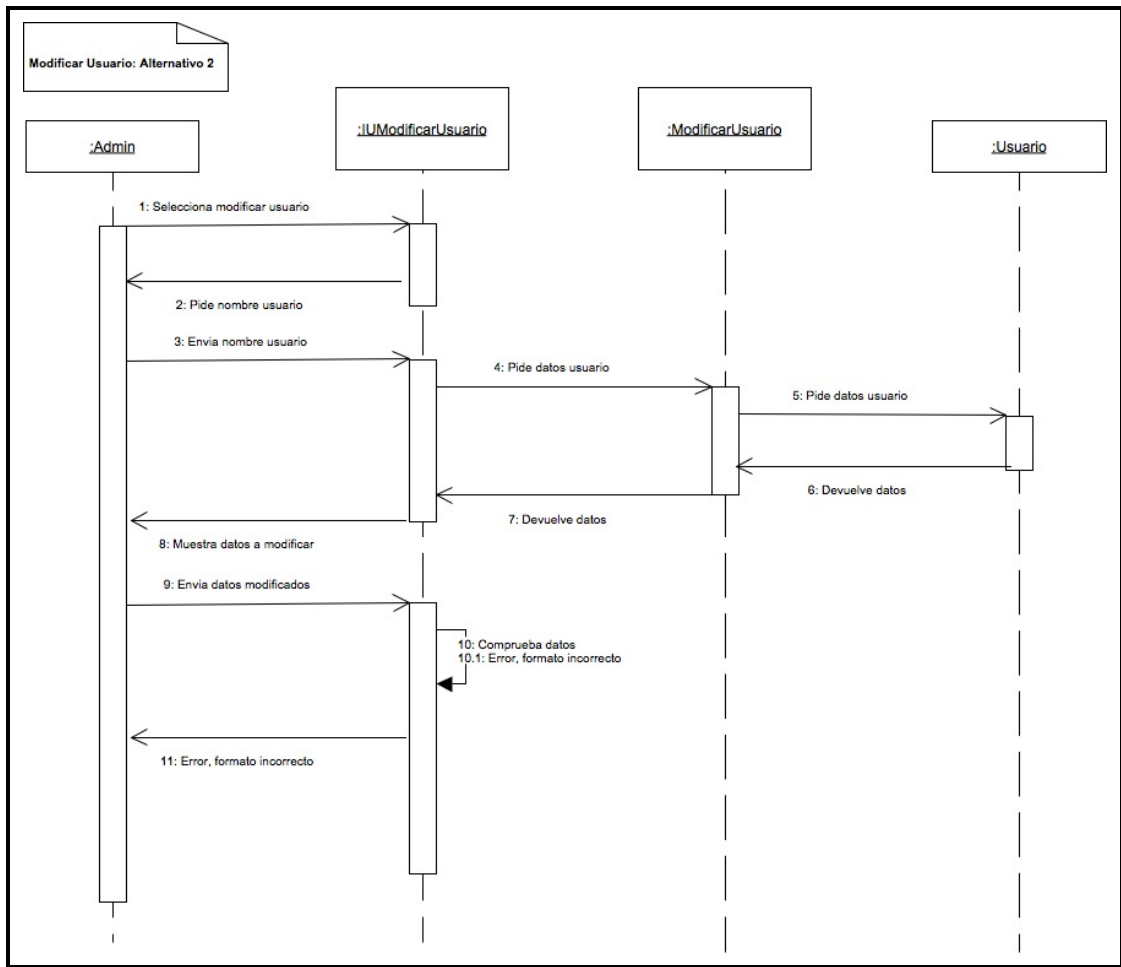 Modificar Usuario: Alternativo 2
:Admin
:IUModificarUsuario
:ModificarUsuario
:Usuario
1: Selecciona modificar usuario
2: Pide nombre usuario
3: Envia nombre usuario
4: Pide datos usuario
5: Pide datos usuario
6: Devuelve datos
7: Devuelve datos
8: Muestra datos a modificar
9: Envia datos modificados
10: Comprueba datos
10.1: Error, formato incorrecto
11: Error, formato incorrecto